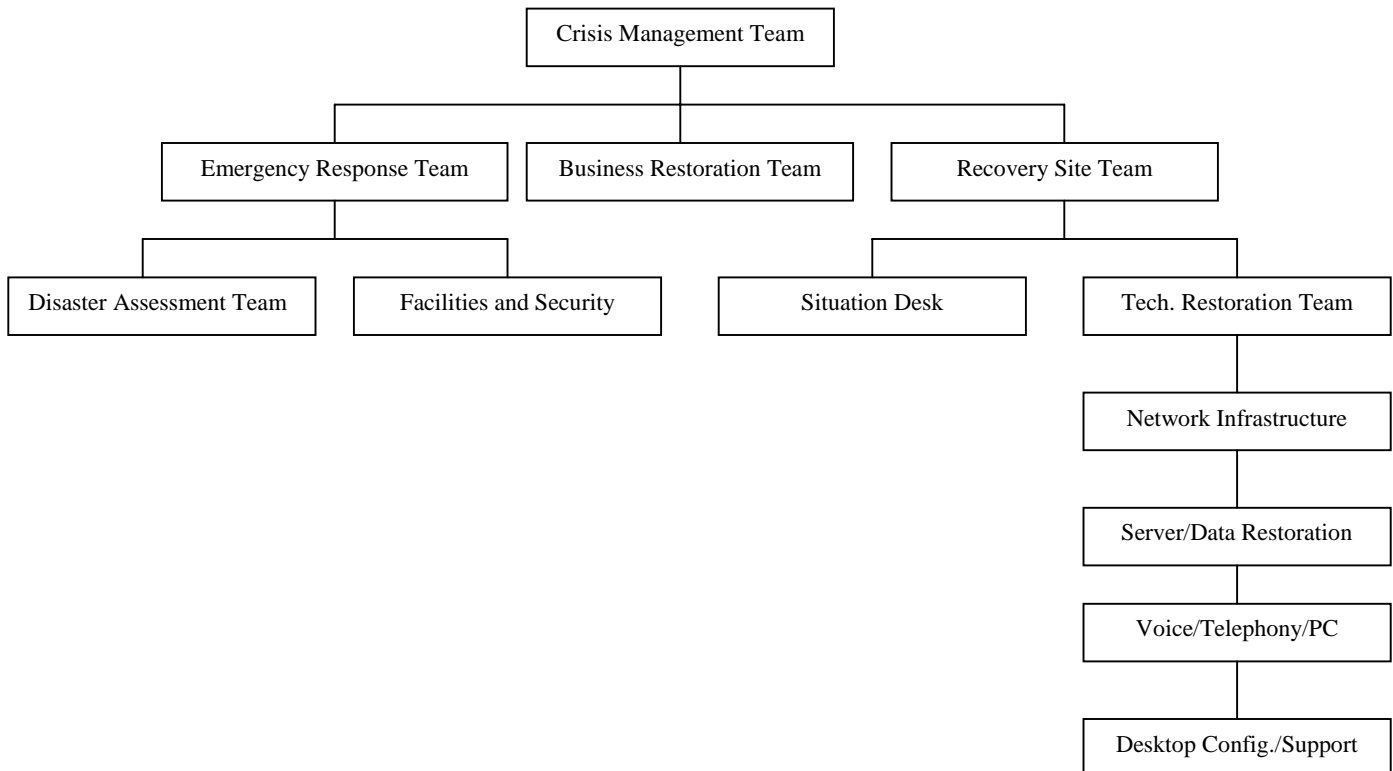 Crisis Management Team
Emergency Response Team
Business Restoration Team
Recovery Site Team
Disaster Assessment Team
Facilities and Security
Situation Desk
Tech. Restoration Team
Network Infrastructure
Server/Data Restoration
Voice/Telephony/PC
Desktop Config./Support